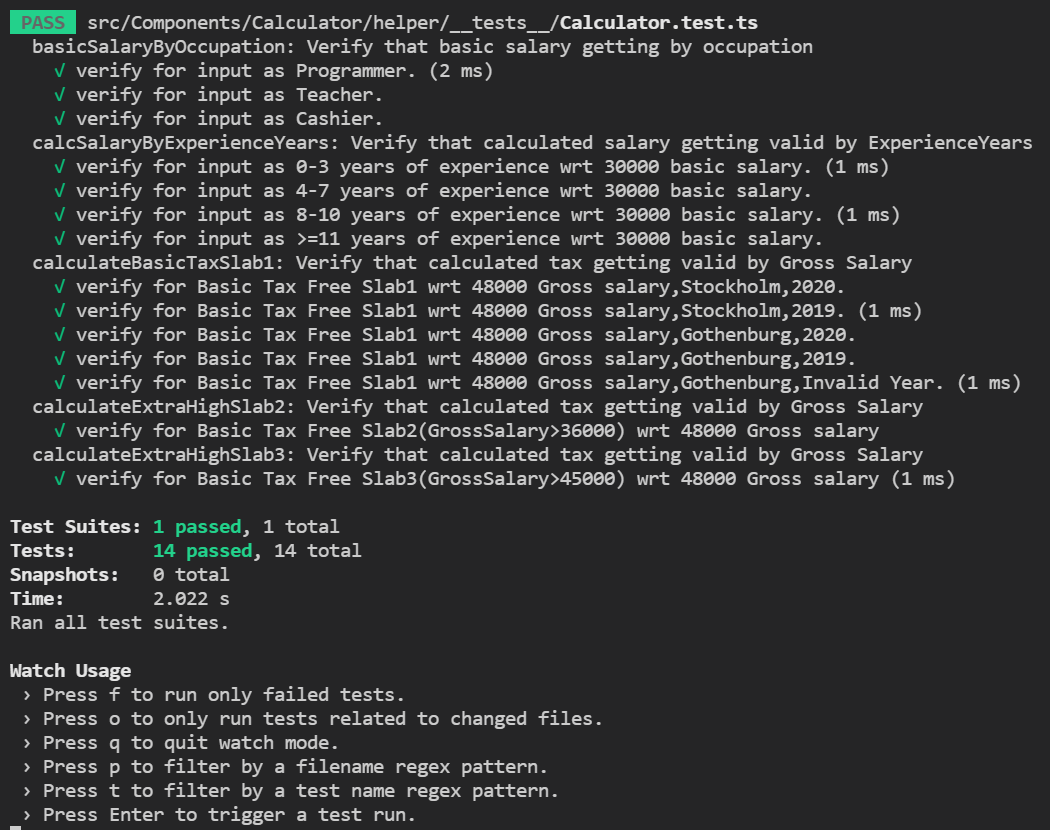 PASS src/Components/Calculator/helper/__tests__/Calculator.test.ts
basicSalaryByOccupation: Verify that basic salary getting by occupation
√ verify for input as Programmer. (2 ms)
√ verify for input as Teacher.
√ verify for input as Cashier.
calcSalaryByExperienceYears: Verify that calculated salary getting valid by ExperienceYears
√ verify for input as 0-3 years of experience wrt 30000 basic salary. (1 ms)
√ verify for input as 4-7 years of experience wrt 30000 basic salary.
√ verify for input as 8-10 years of experience wrt 30000 basic salary. (1 ms)
√ verify for input as >=11 years of experience wrt 30000 basic salary.
calculateBasicTaxSlab1: Verify that calculated tax getting valid by Gross Salary
√ verify for Basic Tax Free Slab1 wrt 48000 Gross salary,Stockholm,2020.
√ verify for Basic Tax Free Slab1 wrt 48000 Gross salary,Stockholm,2019. (1 ms)
√ verify for Basic Tax Free Slab1 wrt 48000 Gross salary,Gothenburg,2020.
√ verify for Basic Tax Free Slab1 wrt 48000 Gross salary,Gothenburg,2019.
√ verify for Basic Tax Free Slab1 wrt 48000 Gross salary,Gothenburg,Invalid Year. (1 ms)
calculateExtraHighSlab2: Verify that calculated tax getting valid by Gross Salary
√ verify for Basic Tax Free Slab2(GrossSalary>36000) wrt 48000 Gross salary
calculateExtraHighSlab3: Verify that calculated tax getting valid by Gross Salary
√ verify for Basic Tax Free Slab3(GrossSalary>45000) wrt 48000 Gross salary (1 ms)
Test Suites: 1 passed, 1 total
Tests: 14 passed, 14 total
Snapshots: 0 total
Time: 2.022 s
Ran all test suites.
Watch Usage
› Press f to run only failed tests.
› Press o to only run tests related to changed files.
› Press q to quit watch mode.
› Press p to filter by a filename regex pattern.
› Press t to filter by a test name regex pattern.
› Press Enter to trigger a test run.